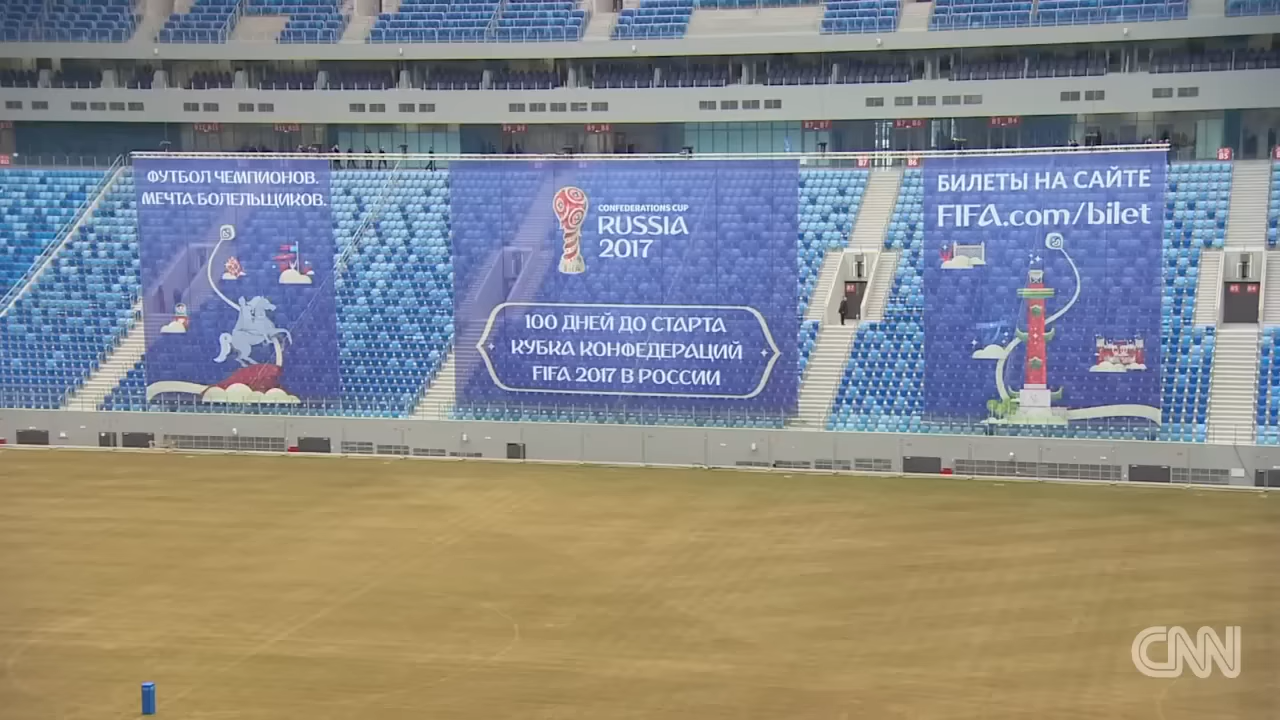 ФУТБОЛ ЧЕМПИОНОВ.
МЕЧТА БОЛЕЛЬЩИКОВ.
CONFEDERATIONS CUP
RUSSIA
2017
100 ДНЕЙ ДО СТАРТА
КУБКА КОНФЕДЕРАЦИЙ
FIFA 2017 В РОССИИ
БИЛЕТЫ НА САЙТЕ
FIFA.com/bilet
CNN